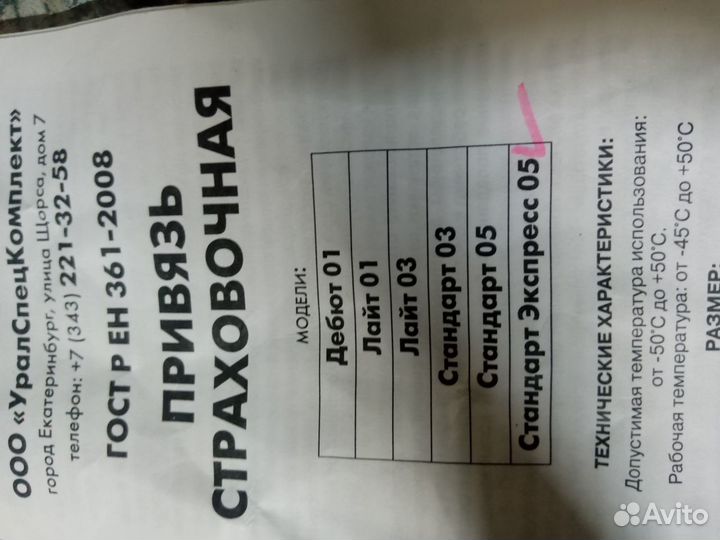 ООО «УралСпецКомплект»
город Екатеринбург, улица Щорса, дом 7
телефон: +7 (343) 221-32-58
ГОСТ Р ЕН 361-2008
ПРИВЯЗЬ
СТРАХОВОЧНАЯ
МОДЕЛИ:
Дебют 01
Лайт 01
Лайт 03
Стандарт 03
Стандарт 05
Стандарт Экспресс 05
ТЕХНИЧЕСКИЕ ХАРАКТЕРИСТИКИ:
Допустимая температура использования:
от -50°С до +50°С.
Рабочая температура: от -45°С до +50°С
РАЗМЕР:
Avito